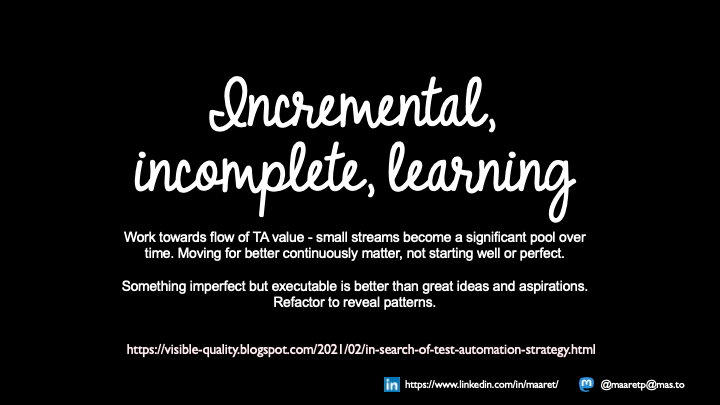 Incremental,
incomplete, learning
Work towards flow of TA value - small streams become a significant pool over
time. Moving for better continuously matter, not starting well or perfect.
Something imperfect but executable is better than great ideas and aspirations.
Refactor to reveal patterns.
https://visible-quality.blogspot.com/2021/02/in-search-of-test-automation-strategy.html
https://www.linkedin.com/in/maaret/ @maaretp@mas.to